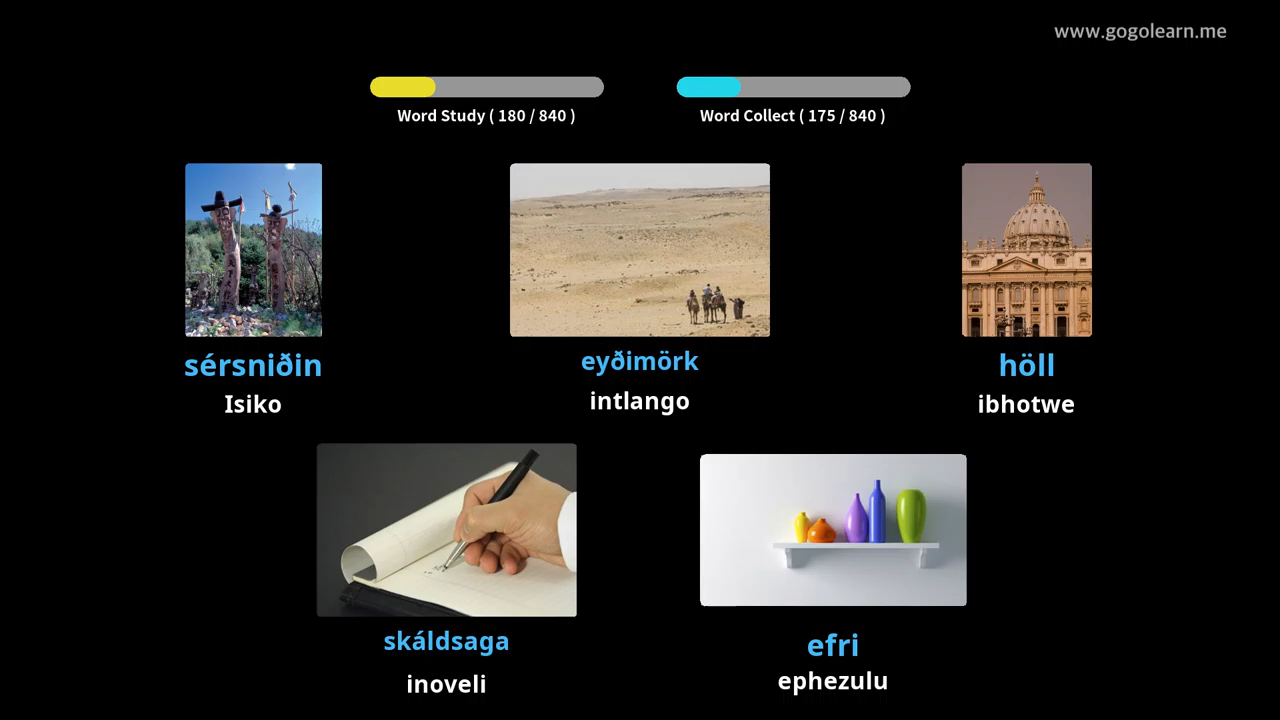 www.gogolearn.me
Word Study ( 180 / 840 )
Word Collect ( 175 / 840 )
sérsniðin
Isiko
eyðimörk
intlango
höll
ibhotwe
skáldsaga
inoveli
efri
ephezulu